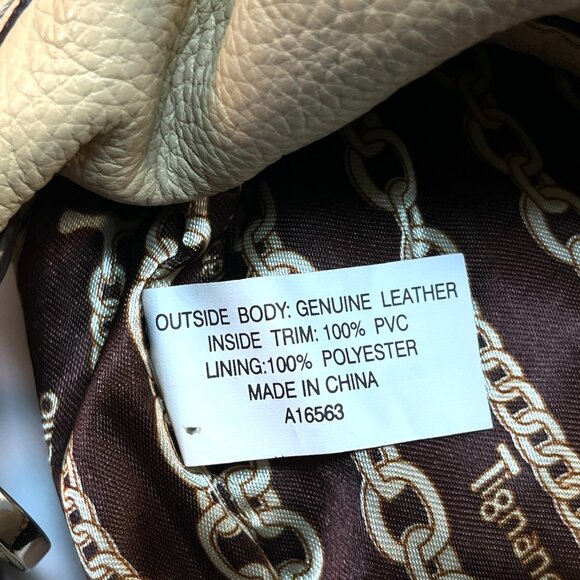 OUTSIDE BODY: GENUINE LEATHER
INSIDE TRIM: 100% PVC
LINING:100% POLYESTER
MADE IN CHINA
A16563